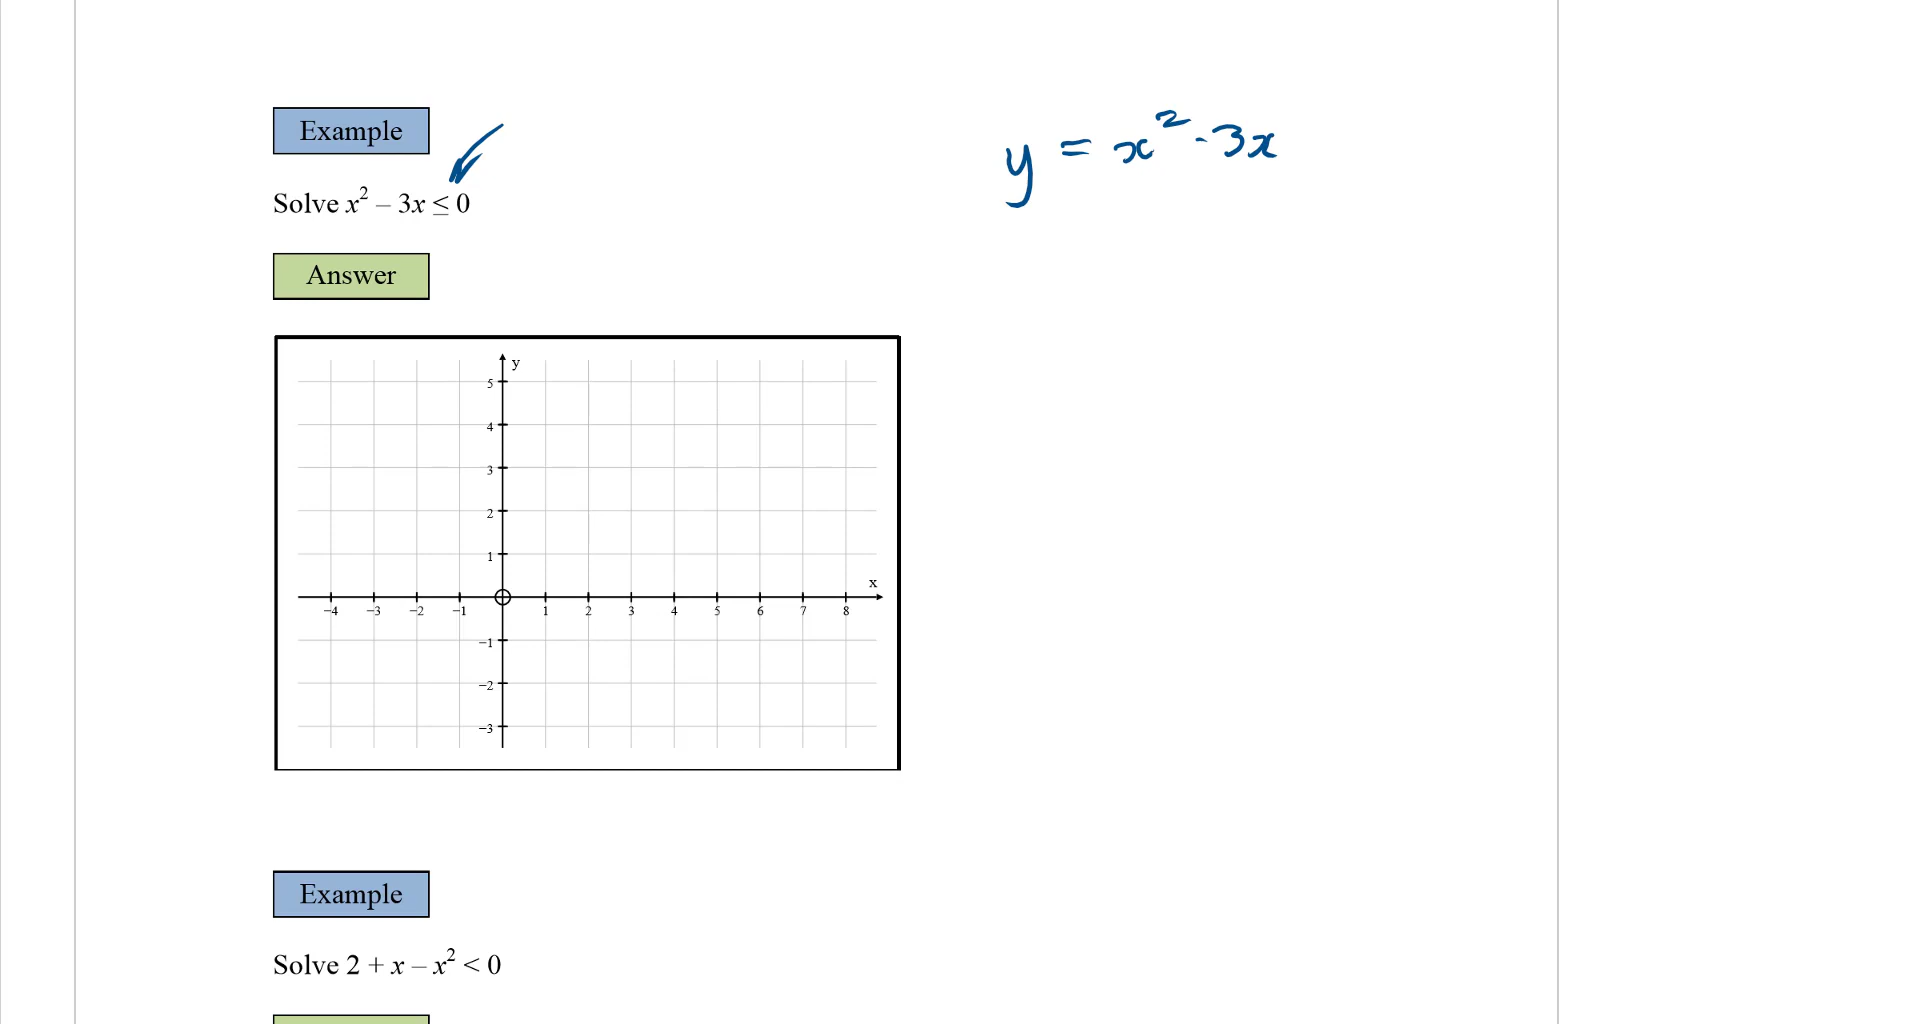 Example
y = x² - 3x
Solve x² – 3x ≤ 0
Answer
y
5
4
3
2
1
x
−4 −3 −2 −1 1 2 3 4 5 6 7 8
−1
−2
−3
Example
Solve 2 + x – x² < 0